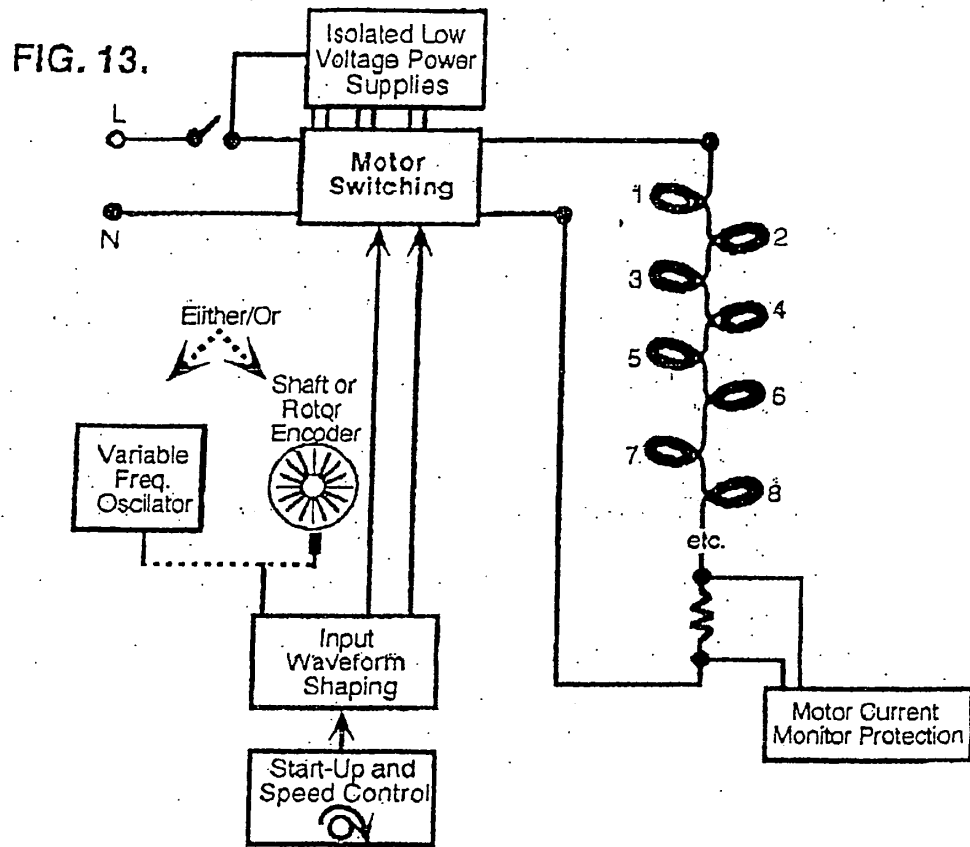 FIG. 13.
Isolated Low
Voltage Power
Supplies
L
Motor
Switching
N
1
2
3
4
5
6
7
8
etc.
Eiither/Or
Shaft or
Rotor
Encoder
Variable
Freq.
Oscilator
Input
Waveform
Shaping
Motor Current
Monitor Protection
Start-Up and
Speed Control